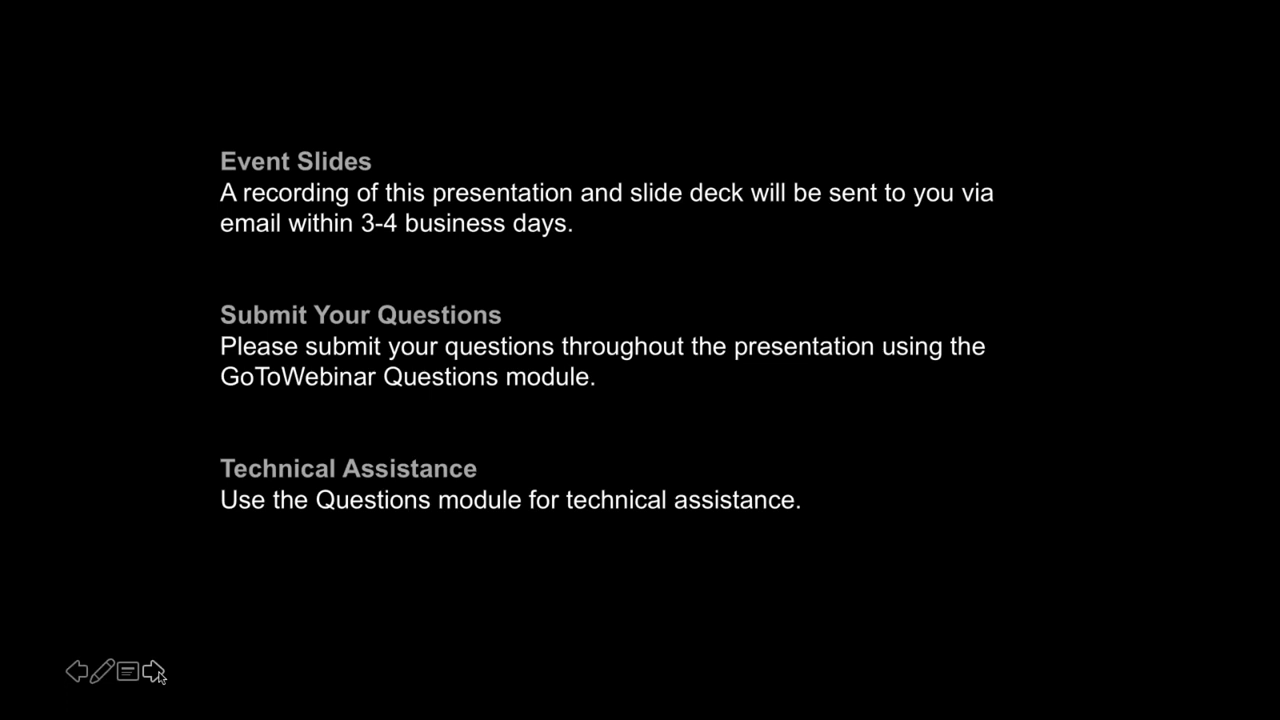 Event Slides
A recording of this presentation and slide deck will be sent to you via
email within 3-4 business days.
Submit Your Questions
Please submit your questions throughout the presentation using the
GoToWebinar Questions module.
Technical Assistance
Use the Questions module for technical assistance.